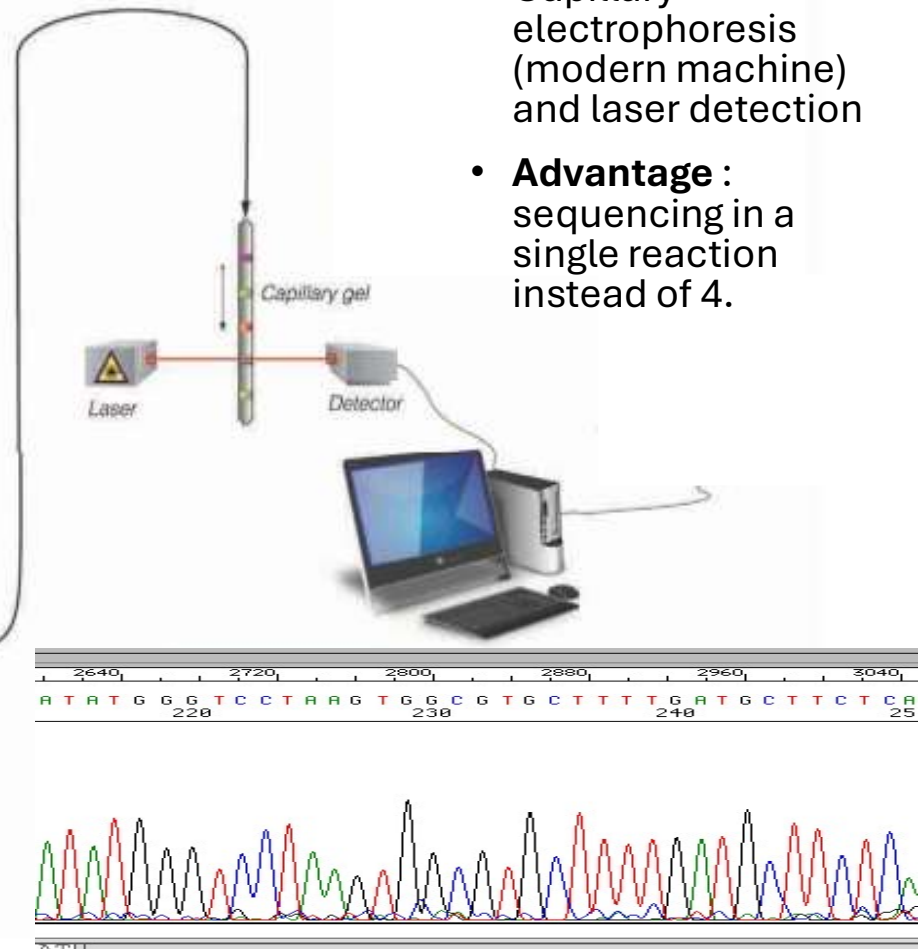 electrophoresis
(modern machine)
and laser detection
• Advantage :
sequencing in a
single reaction
instead of 4.
Capillary gel
Laser
Detector
2640 2720 2800 2880 2960 3040
A T A T G G G T C C T A A G T G G C G T G C T T T T G A T G C T T C T C A
220 230 240 25